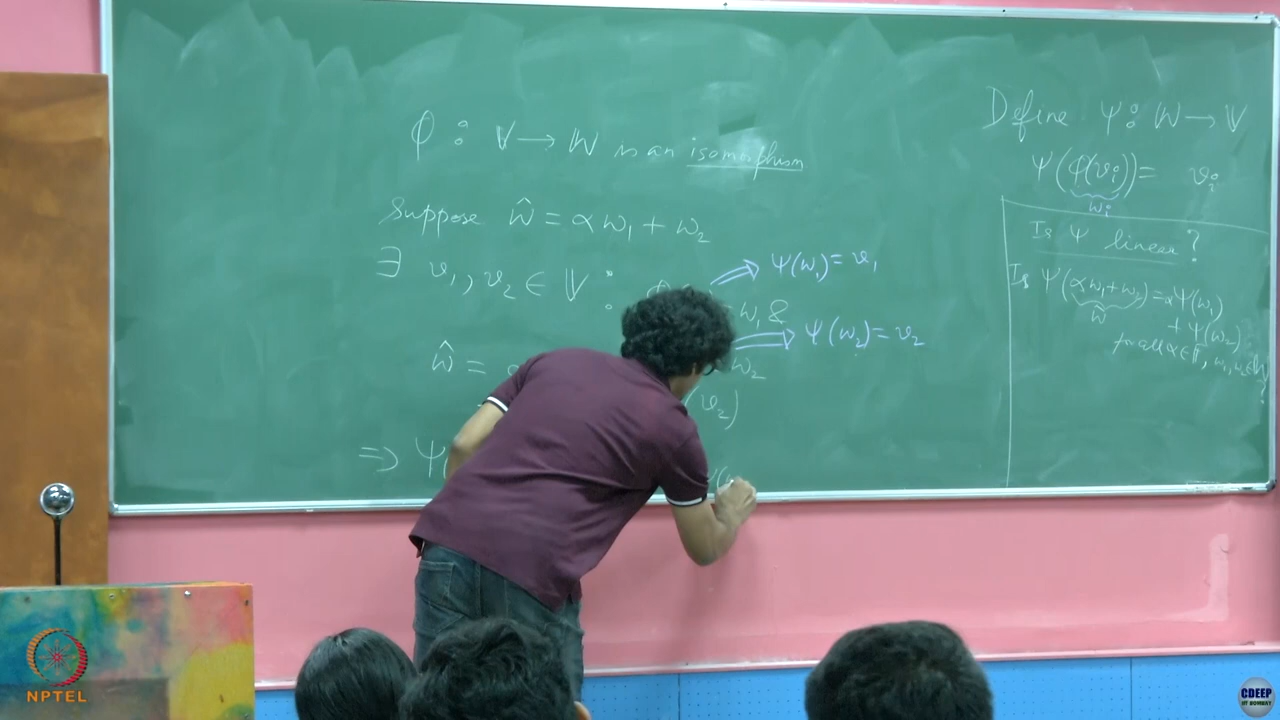 φ : V → W is an isomorphism
Suppose ŵ = αw₁ + w₂
∃ v₁, v₂ ∈ V :
⇒ Ψ(w₁) = v₁
w₁ &
⇒ Ψ(w₂) = v₂
ŵ =
w₂
(v₂)
⇒ Ψ
Define Ψ : W → V
Ψ(φ(vᵢ)) = vᵢ
wᵢ
Is Ψ linear ?
Is Ψ(αw₁+w₂) = αΨ(w₁)
ŵ
+ Ψ(w₂)
for all α ∈ F, w₁, w₂ ∈ W
?
NPTEL
CDEEP
IIT BOMBAY